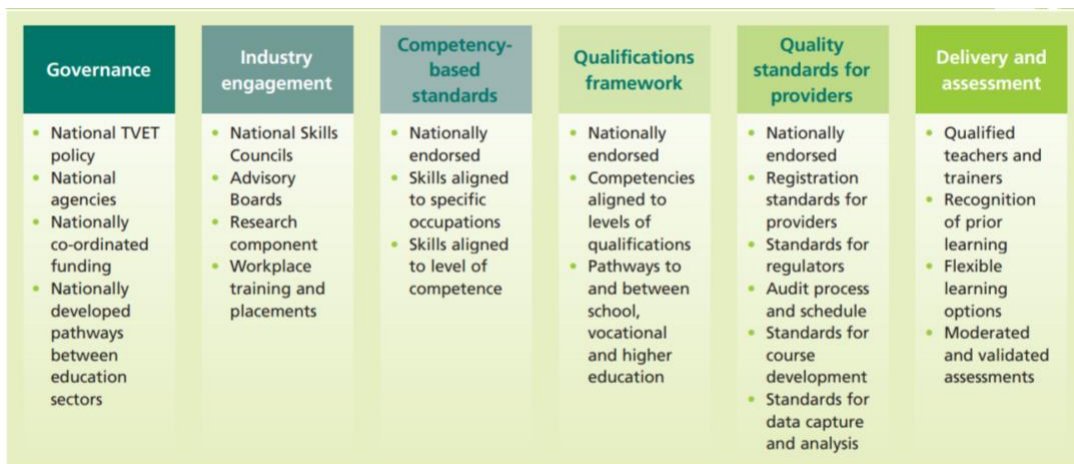 Governance
• National TVET
policy
• National
agencies
• Nationally
co-ordinated
funding
• Nationally
developed
pathways
between
education
sectors
Industry
engagement
• National Skills
Councils
• Advisory
Boards
• Research
component
• Workplace
training and
placements
Competency-
based
standards
• Nationally
endorsed
• Skills aligned
to specific
occupations
• Skills aligned
to level of
competence
Qualifications
framework
• Nationally
endorsed
• Competencies
aligned to
levels of
qualifications
• Pathways to
and between
school,
vocational
and higher
education
Quality
standards for
providers
• Nationally
endorsed
• Registration
standards for
providers
• Standards for
regulators
• Audit process
and schedule
• Standards for
course
development
• Standards for
data capture
and analysis
Delivery and
assessment
• Qualified
teachers and
trainers
• Recognition
of prior
learning
• Flexible
learning
options
• Moderated
and validated
assessments